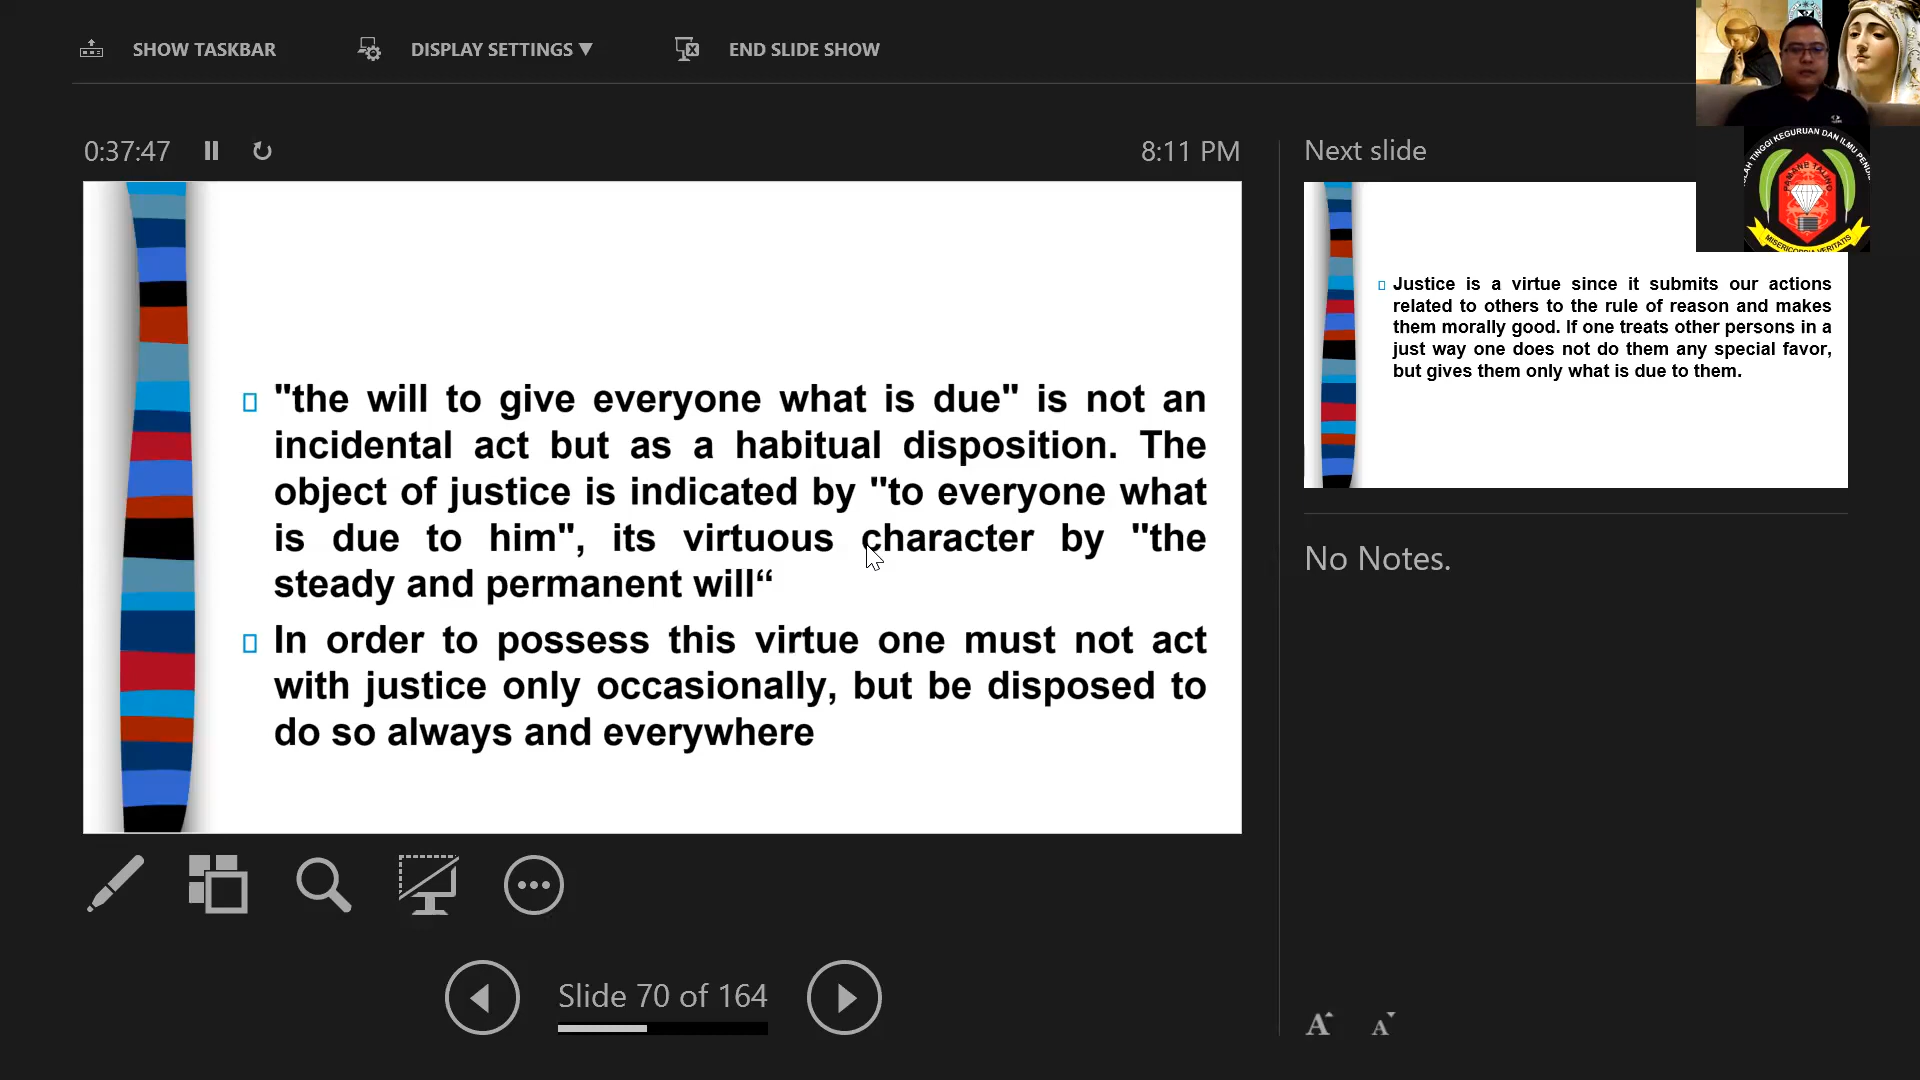 SHOW TASKBAR
DISPLAY SETTINGS ▼
END SLIDE SHOW
0:37:47
8:11 PM
"the will to give everyone what is due" is not an
incidental act but as a habitual disposition. The
object of justice is indicated by "to everyone what
is due to him", its virtuous character by "the
steady and permanent will“
In order to possess this virtue one must not act
with justice only occasionally, but be disposed to
do so always and everywhere
Slide 70 of 164
Next slide
TINGGI KEGURUAN DAN ILMU
MISERICORDIA VERITATIS
Justice is a virtue since it submits our actions
related to others to the rule of reason and makes
them morally good. If one treats other persons in a
just way one does not do them any special favor,
but gives them only what is due to them.
No Notes.
A A